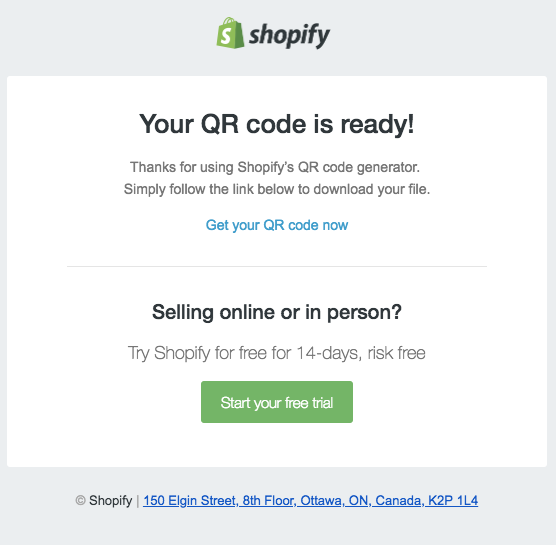 shopify
Your QR code is ready!
Thanks for using Shopify's QR code generator.
Simply follow the link below to download your file.
Get your QR code now
Selling online or in person?
Try Shopify for free for 14-days, risk free
Start your free trial
© Shopify | 150 Elgin Street, 8th Floor, Ottawa, ON, Canada, K2P 1L4